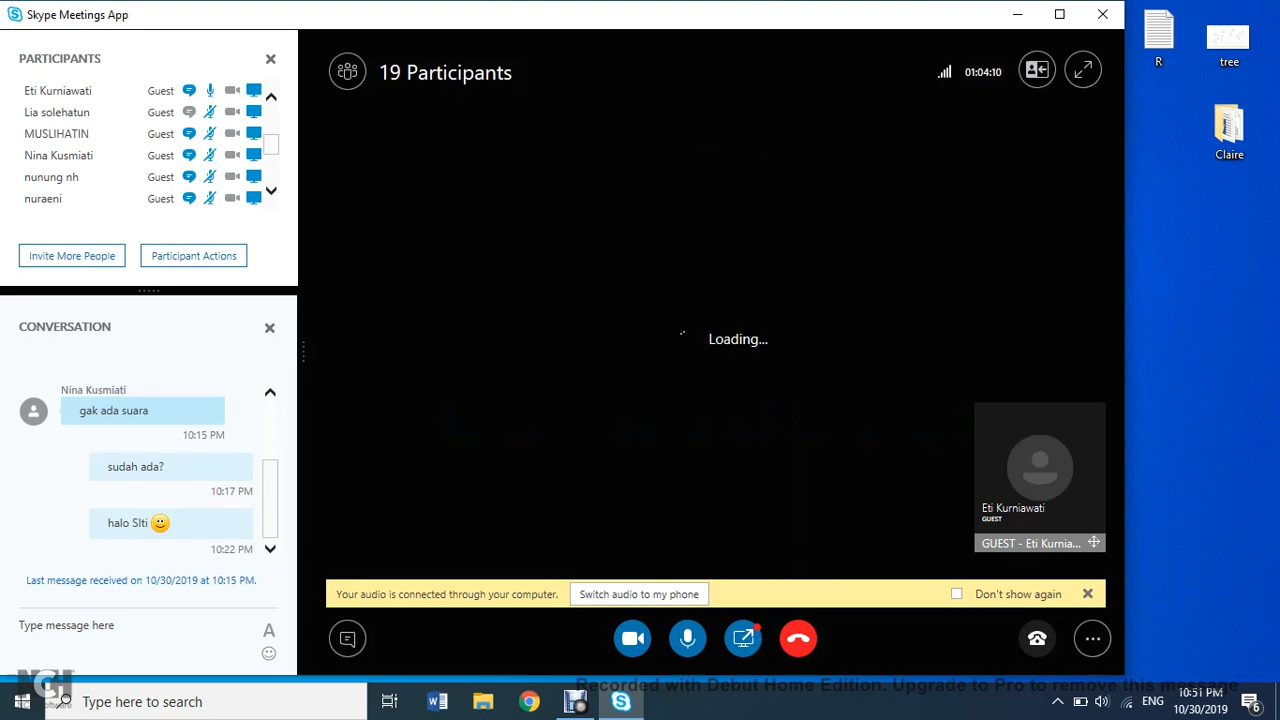 Skype Meetings App
PARTICIPANTS
Eti Kurniawati Guest
Lia solehatun Guest
MUSLIHATIN Guest
Nina Kusmiati Guest
nunung nh Guest
nuraeni Guest
Invite More People Participant Actions
CONVERSATION
Nina Kusmiati
gak ada suara
10:15 PM
sudah ada?
10:17 PM
halo SIti
10:22 PM
Last message received on 10/30/2019 at 10:15 PM.
Type message here
A
19 Participants
01:04:10
Loading...
Eti Kurniawati
GUEST
GUEST - Eti Kurnia...
Your audio is connected through your computer. Switch audio to my phone Don't show again
R
tree
Claire
Recorded with Debut Home Edition. Upgrade to Pro to remove this message
NCH
Software
Type here to search
ENG
10:51 PM
10/30/2019
6